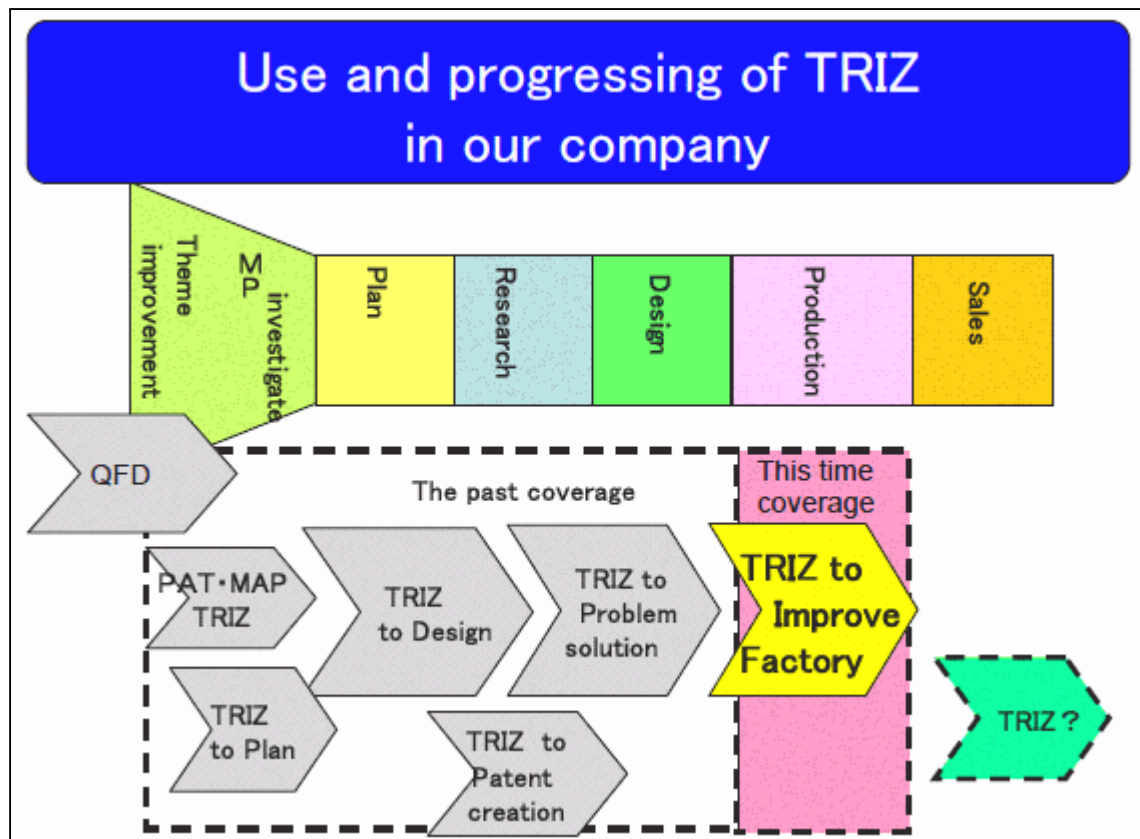 Use and progressing of TRIZ
in our company
Theme
improvement
MP
investigate
Plan
Research
Design
Production
Sales
QFD
The past coverage
This time
coverage
PAT・MAP
TRIZ
TRIZ
to Design
TRIZ to
Problem
solution
TRIZ to
Improve
Factory
TRIZ
to Plan
TRIZ to
Patent
creation
TRIZ？